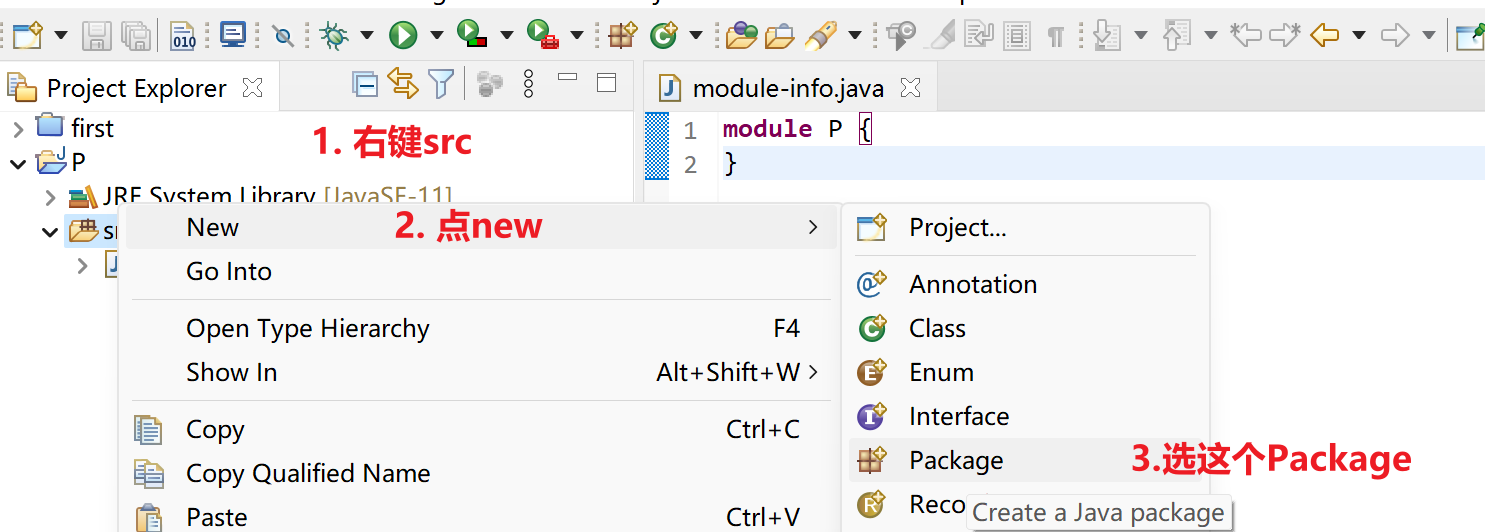 Project Explorer
module-info.java
first
1. 右键src
P
JRE System Library [JavaSE-11]
1 module P {
2 }
New
2. 点new
Go Into
Open Type Hierarchy F4
Show In Alt+Shift+W
Copy Ctrl+C
Copy Qualified Name
Paste Ctrl+V
Project...
Annotation
Class
Enum
Interface
Package
3.选这个Package
Create a Java package
010